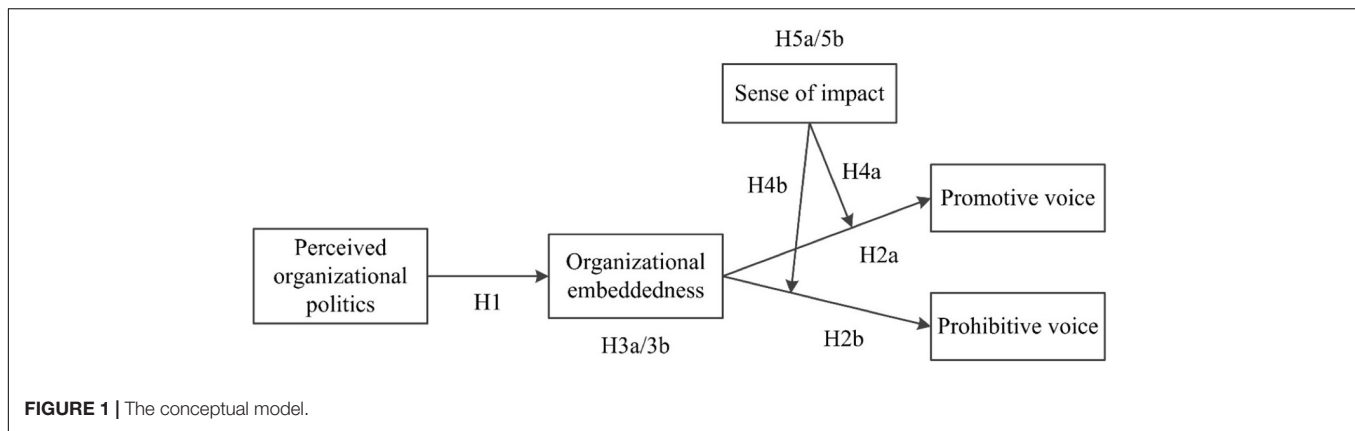 H5a/5b
Sense of impact
H4b
H4a
Promotive voice
Perceived
organizational
politics
H1
Organizational
embeddedness
H3a/3b
H2a
H2b
Prohibitive voice
FIGURE 1 | The conceptual model.